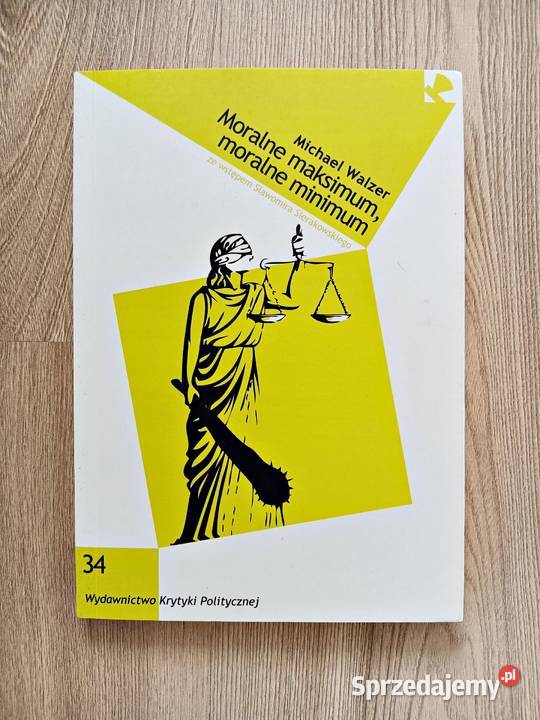 Michael Walzer
Moralne maksimum,
moralne minimum
ze wstępem Sławomira Sierakowskiego
34
Wydawnictwo Krytyki Politycznej
Sprzedajemy.pl